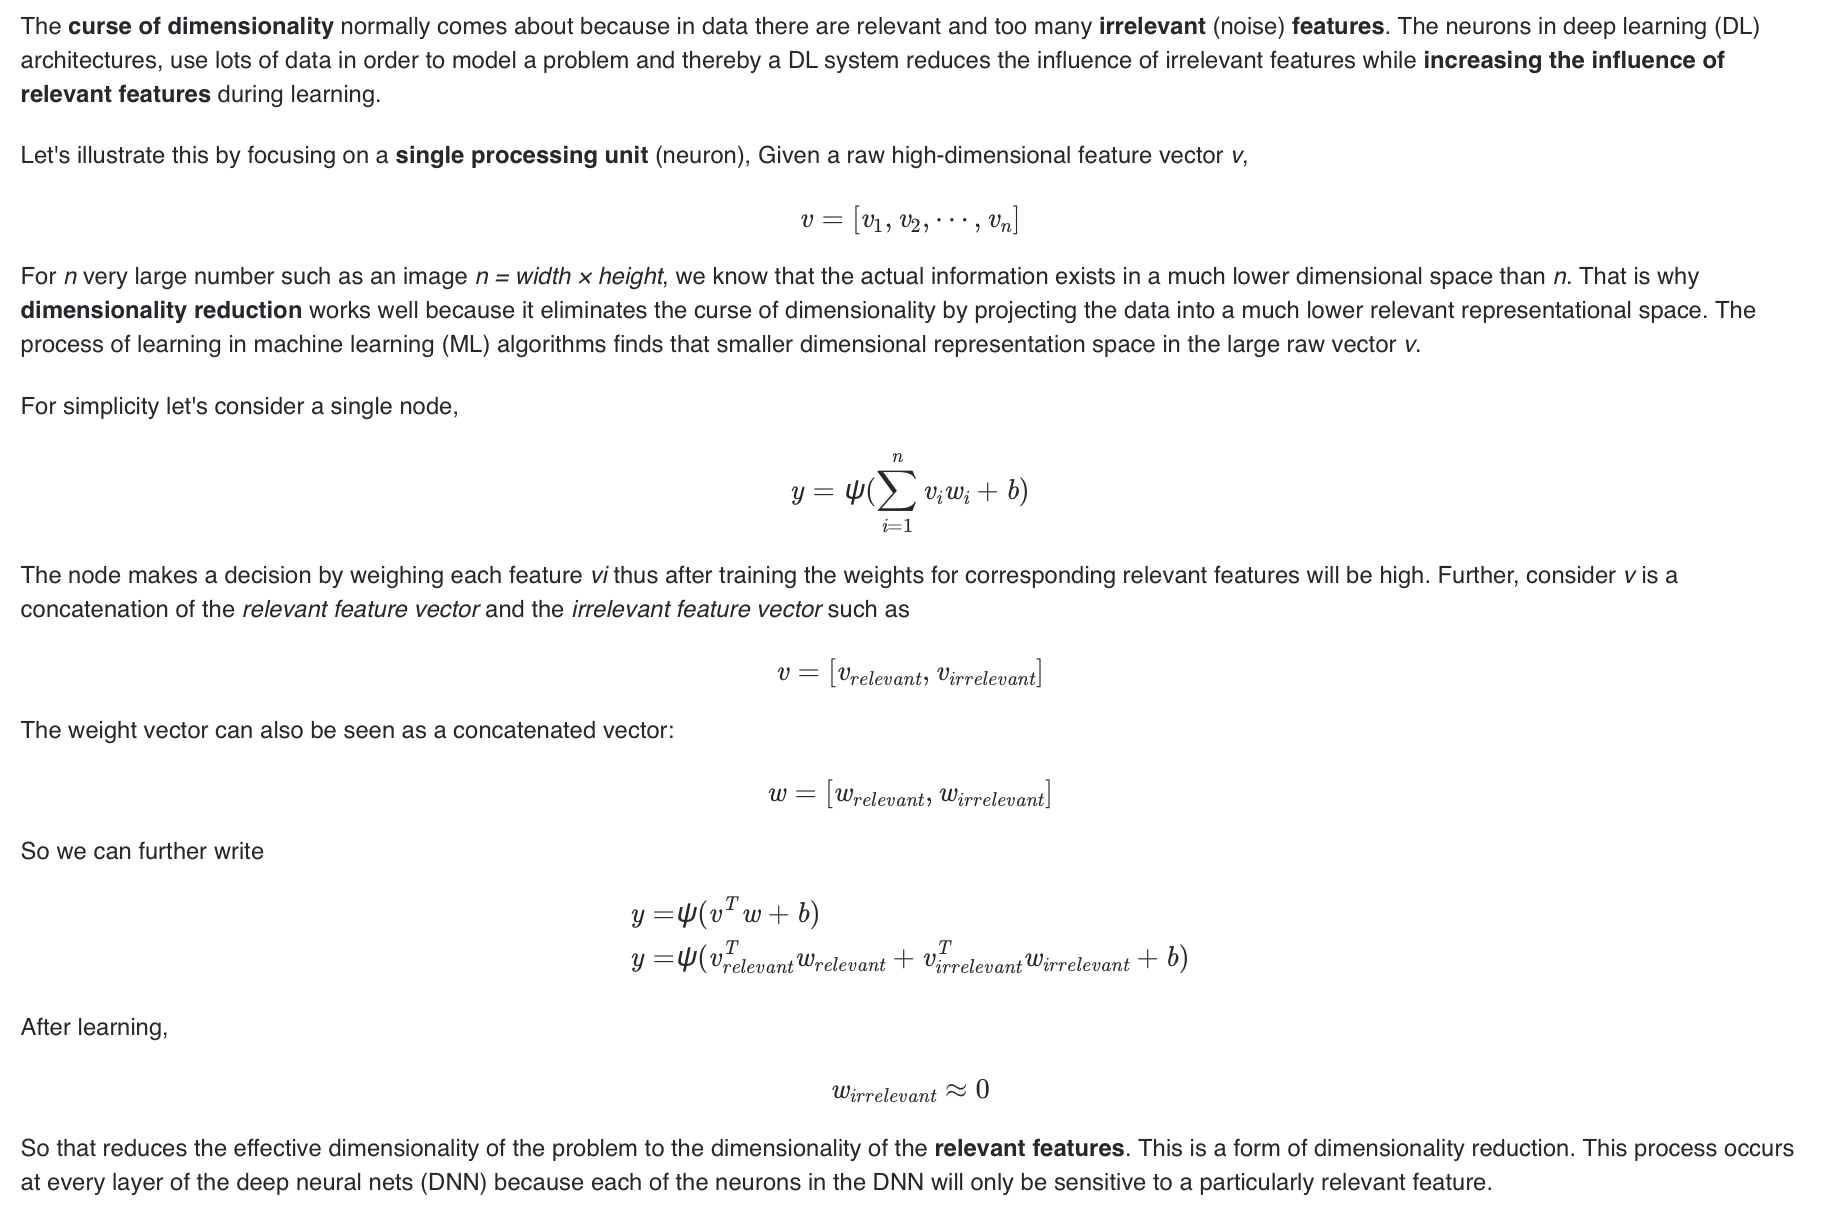 The curse of dimensionality normally comes about because in data there are relevant and too many irrelevant (noise) features. The neurons in deep learning (DL)
architectures, use lots of data in order to model a problem and thereby a DL system reduces the influence of irrelevant features while increasing the influence of
relevant features during learning.
Let's illustrate this by focusing on a single processing unit (neuron), Given a raw high-dimensional feature vector v,
v = [v₁, v₂, ⋯ , vₙ]
For n very large number such as an image n = width × height, we know that the actual information exists in a much lower dimensional space than n. That is why
dimensionality reduction works well because it eliminates the curse of dimensionality by projecting the data into a much lower relevant representational space. The
process of learning in machine learning (ML) algorithms finds that smaller dimensional representation space in the large raw vector v.
For simplicity let's consider a single node,
y = ψ(∑_{i=1}^{n} v_i w_i + b)
The node makes a decision by weighing each feature vi thus after training the weights for corresponding relevant features will be high. Further, consider v is a
concatenation of the relevant feature vector and the irrelevant feature vector such as
v = [v_{relevant}, v_{irrelevant}]
The weight vector can also be seen as a concatenated vector:
w = [w_{relevant}, w_{irrelevant}]
So we can further write
y =ψ(v^T w + b)
y =ψ(v_{relevant}^T w_{relevant} + v_{irrelevant}^T w_{irrelevant} + b)
After learning,
w_{irrelevant} ≈ 0
So that reduces the effective dimensionality of the problem to the dimensionality of the relevant features. This is a form of dimensionality reduction. This process occurs
at every layer of the deep neural nets (DNN) because each of the neurons in the DNN will only be sensitive to a particularly relevant feature.